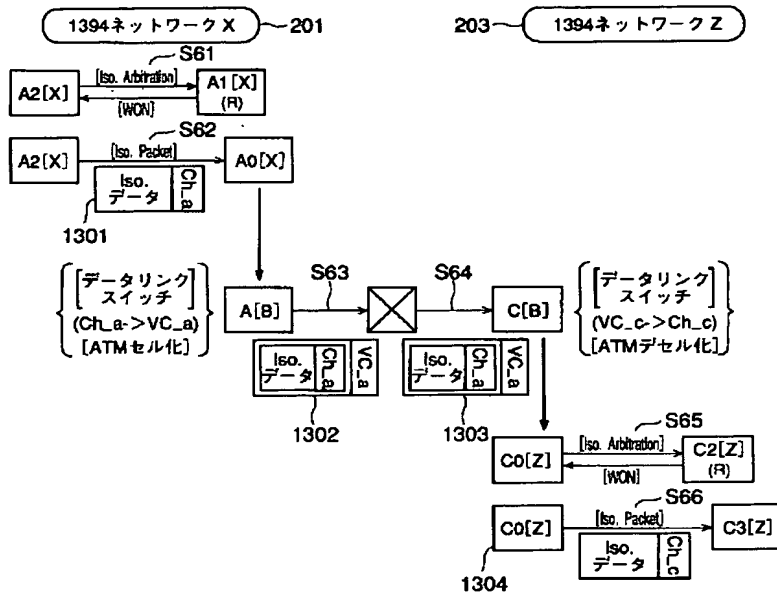 1394ネットワーク X
201
203
1394ネットワーク Z
S61
A2[X]
[Iso. Arbitration]
[WON]
A1[X]
(R)
S62
A2[X]
[Iso. Packet]
A0[X]
Iso.
データ
Ch_a
1301
[データリンク
スイッチ
(Ch_a->VC_a)
[ATMセル化]
A[B]
S63
S64
C[B]
[データリンク
スイッチ
(VC_c->Ch_c)
[ATMデセル化]
Iso.
データ
Ch_a
VC_a
1302
Iso.
データ
Ch_a
VC_a
1303
S65
C0[Z]
[Iso. Arbitration]
[WON]
C2[Z]
(R)
S66
C0[Z]
[Iso. Packet]
C3[Z]
Iso.
データ
Ch_c
1304